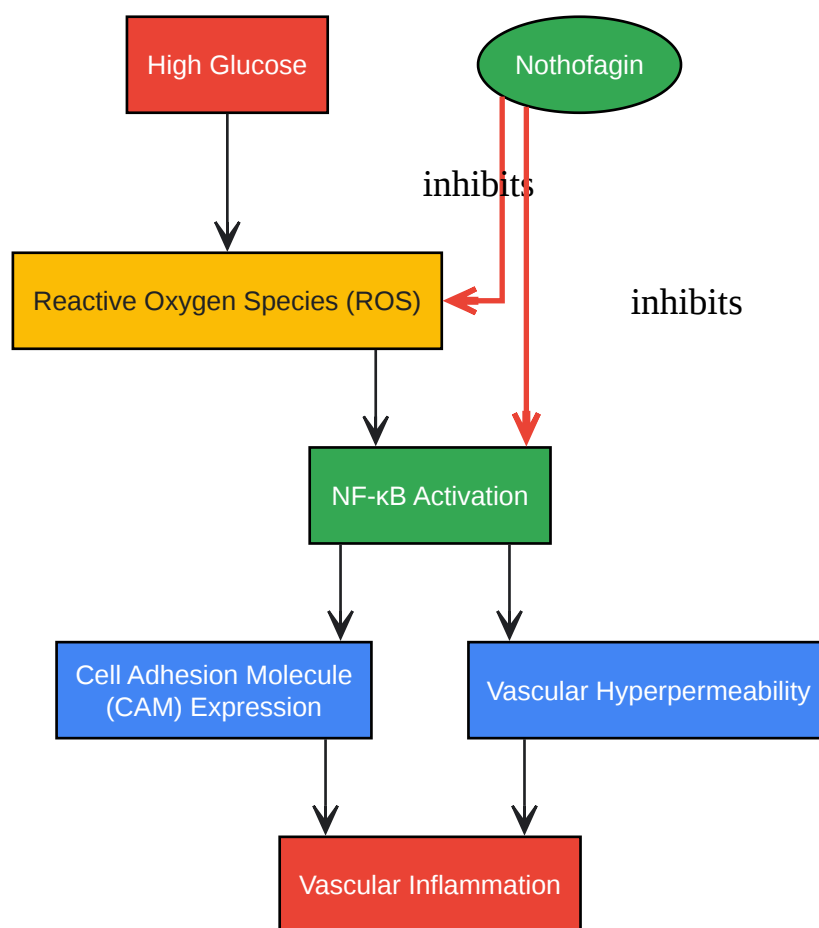 High Glucose
Nothofagin
inhibits
Reactive Oxygen Species (ROS)
inhibits
NF-κB Activation
Cell Adhesion Molecule
(CAM) Expression
Vascular Hyperpermeability
Vascular Inflammation